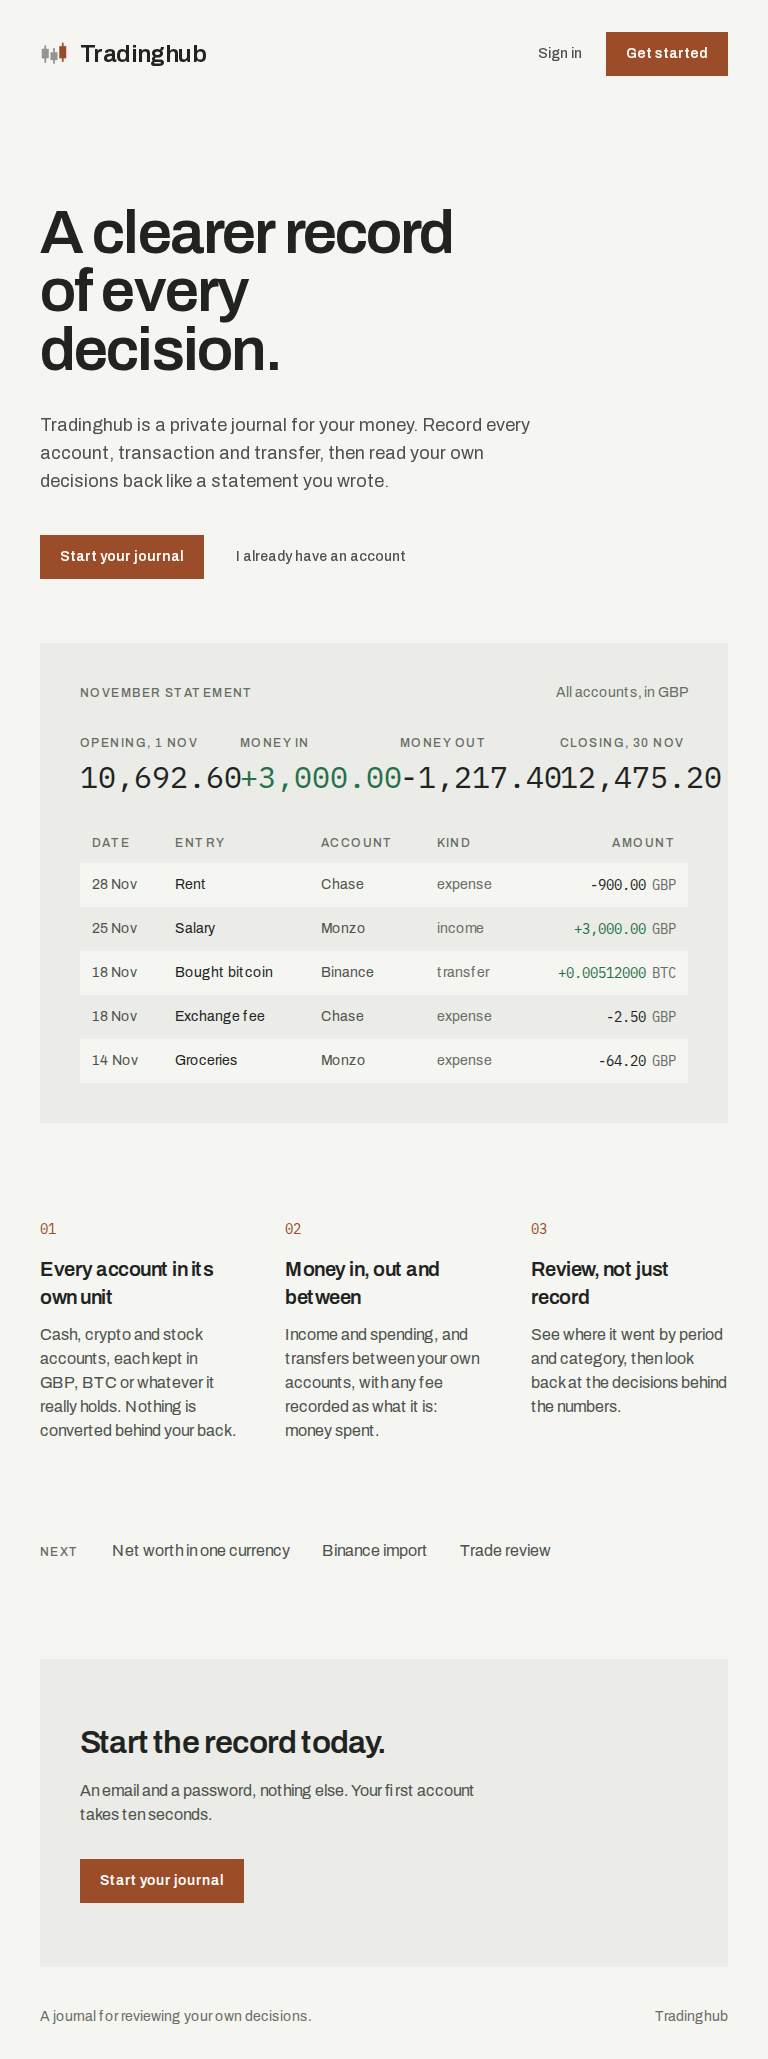 Tradinghub
Sign in
Get started
A clearer record
of every
decision.
Tradinghub is a private journal for your money. Record every
account, transaction and transfer, then read your own
decisions back like a statement you wrote.
Start your journal
I already have an account
NOVEMBER STATEMENT
All accounts, in GBP
OPENING, 1 NOV
MONEY IN
MONEY OUT
CLOSING, 30 NOV
10,692.60
+3,000.00
-1,217.40
12,475.20
DATE ENTRY ACCOUNT KIND AMOUNT
28 Nov Rent Chase expense -900.00 GBP
25 Nov Salary Monzo income +3,000.00 GBP
18 Nov Bought bitcoin Binance transfer +0.00512000 BTC
18 Nov Exchange fee Chase expense -2.50 GBP
14 Nov Groceries Monzo expense -64.20 GBP
01
Every account in its
own unit
Cash, crypto and stock
accounts, each kept in
GBP, BTC or whatever it
really holds. Nothing is
converted behind your back.
02
Money in, out and
between
Income and spending, and
transfers between your own
accounts, with any fee
recorded as what it is:
money spent.
03
Review, not just
record
See where it went by period
and category, then look
back at the decisions behind
the numbers.
NEXT
Net worth in one currency
Binance import
Trade review
Start the record today.
An email and a password, nothing else. Your first account
takes ten seconds.
Start your journal
A journal for reviewing your own decisions.
Tradinghub